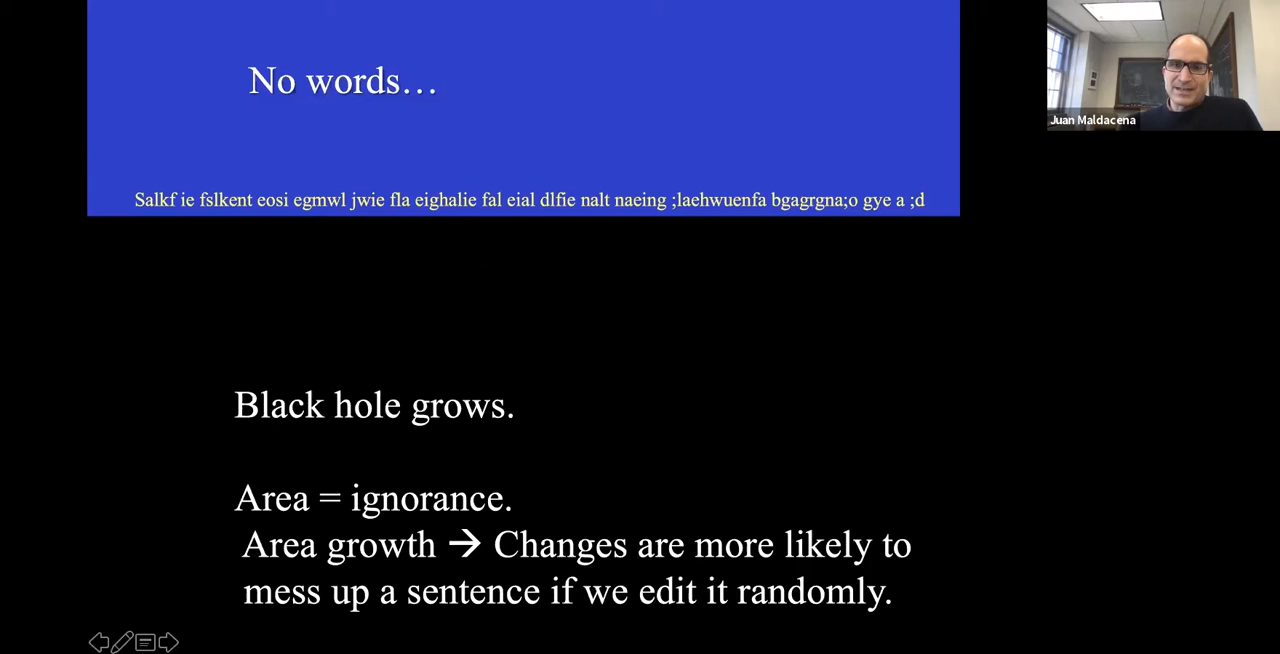 No words…
Juan Maldacena
Salkf ie fslkent eosi egmwl jwie fla eighalie fal eial dlfie nalt naeing ;laehwuenfa bgagrgna;o gye a ;d
Black hole grows.
Area = ignorance.
Area growth → Changes are more likely to
mess up a sentence if we edit it randomly.